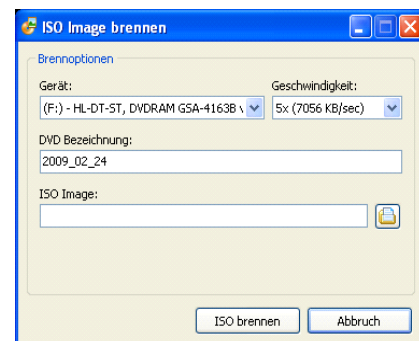 ISO Image brennen
Brennoptionen
Gerät: Geschwindigkeit:
(F:) - HL-DT-ST, DVDRAM GSA-4163B 5x (7056 KB/sec)
DVD Bezeichnung:
2009_02_24
ISO Image:
ISO brennen Abbruch